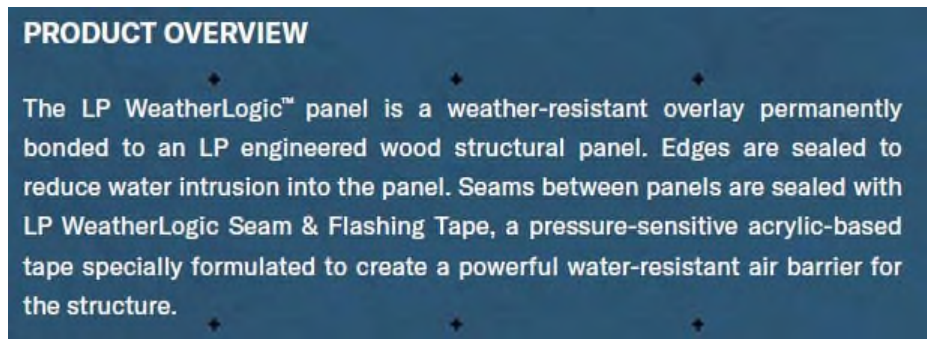 PRODUCT OVERVIEW
The LP WeatherLogic™ panel is a weather-resistant overlay permanently
bonded to an LP engineered wood structural panel. Edges are sealed to
reduce water intrusion into the panel. Seams between panels are sealed with
LP WeatherLogic Seam & Flashing Tape, a pressure-sensitive acrylic-based
tape specially formulated to create a powerful water-resistant air barrier for
the structure.